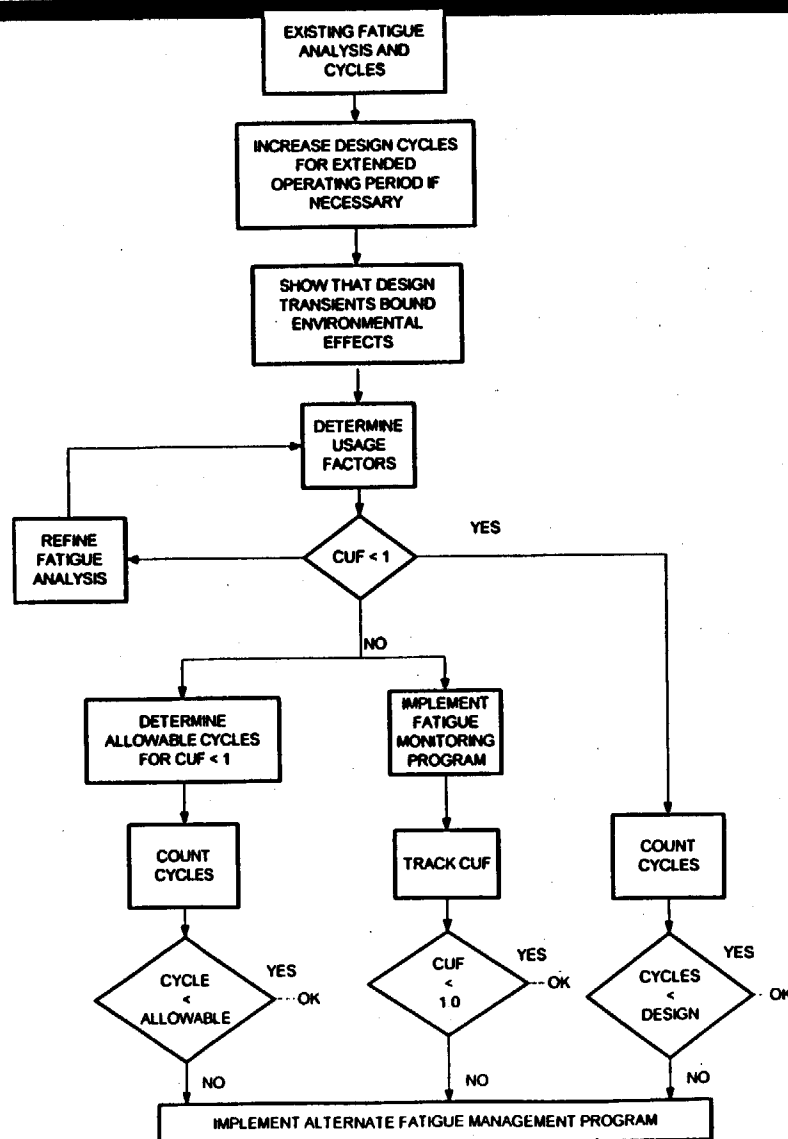 EXISTING FATIGUE
ANALYSIS AND
CYCLES
INCREASE DESIGN CYCLES
FOR EXTENDED
OPERATING PERIOD IF
NECESSARY
SHOW THAT DESIGN
TRANSIENTS BOUND
ENVIRONMENTAL
EFFECTS
DETERMINE
USAGE
FACTORS
REFINE
FATIGUE
ANALYSIS
CUF < 1
YES
NO
DETERMINE
ALLOWABLE CYCLES
FOR CUF < 1
IMPLEMENT
FATIGUE
MONITORING
PROGRAM
COUNT
CYCLES
TRACK CUF
COUNT
CYCLES
CYCLE
<
ALLOWABLE
YES
OK
CUF
<
1.0
YES
OK
CYCLES
<
DESIGN
YES
OK
NO
NO
NO
IMPLEMENT ALTERNATE FATIGUE MANAGEMENT PROGRAM